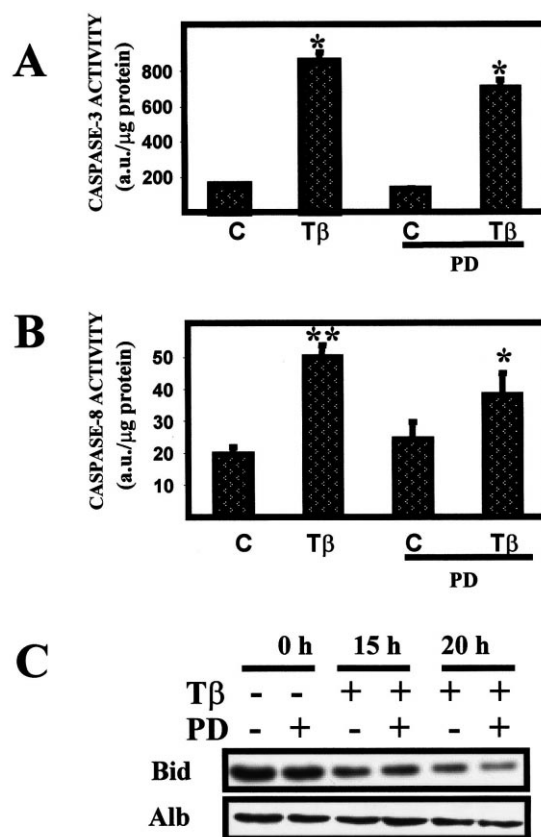 A
CASPASE-3 ACTIVITY
(a.u./μg protein)
800
600
400
200
*
*
C
Tβ
C
Tβ
PD
B
CASPASE-8 ACTIVITY
(a.u./μg protein)
50
40
30
20
10
**
*
C
Tβ
C
Tβ
PD
C
0 h 15 h 20 h
Tβ - - + + + +
PD - + - + - +
Bid
Alb